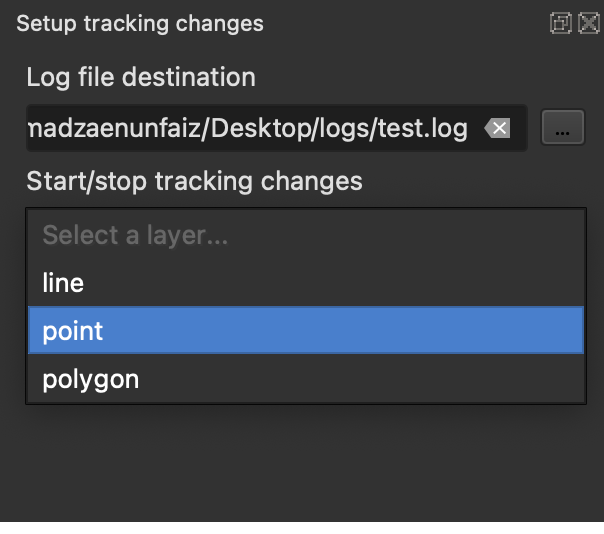 Setup tracking changes
Log file destination
madzaenunfaiz/Desktop/logs/test.log
...
Start/stop tracking changes
Select a layer...
line
point
polygon